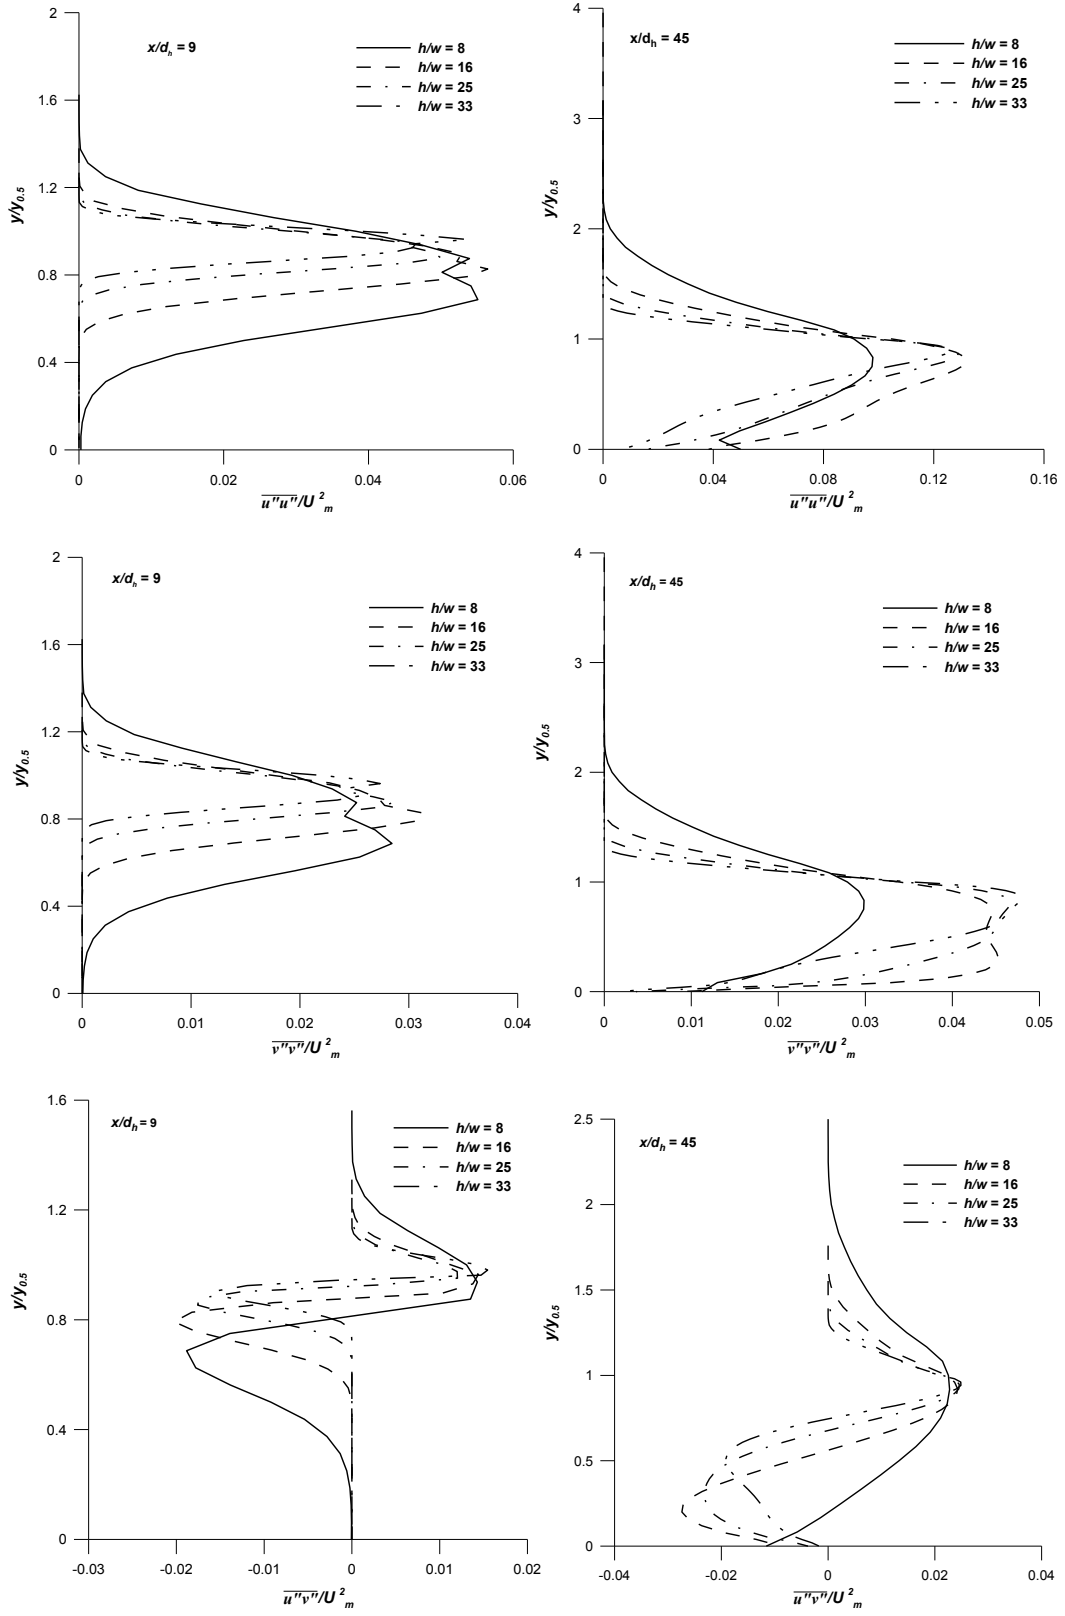 2
1.6
1.2
0.8
0.4
0
y/y0.5
x/dh = 9
h/w = 8
h/w = 16
h/w = 25
h/w = 33
0 0.02 0.04 0.06
u''u''/U²m
4
3
2
1
0
y/y0.5
x/dh = 45
h/w = 8
h/w = 16
h/w = 25
h/w = 33
0 0.04 0.08 0.12 0.16
u''u''/U²m
2
1.6
1.2
0.8
0.4
0
y/y0.5
x/dh = 9
h/w = 8
h/w = 16
h/w = 25
h/w = 33
0 0.01 0.02 0.03 0.04
v''v''/U²m
4
3
2
1
0
y/y0.5
x/dh = 45
h/w = 8
h/w = 16
h/w = 25
h/w = 33
0 0.01 0.02 0.03 0.04 0.05
v''v''/U²m
1.6
1.2
0.8
0.4
0
y/y0.5
x/dh = 9
h/w = 8
h/w = 16
h/w = 25
h/w = 33
-0.03 -0.02 -0.01 0 0.01 0.02
u''v''/U²m
2.5
2
1.5
1
0.5
0
y/y0.5
x/dh = 45
h/w = 8
h/w = 16
h/w = 25
h/w = 33
-0.04 -0.02 0 0.02 0.04
u''v''/U²m